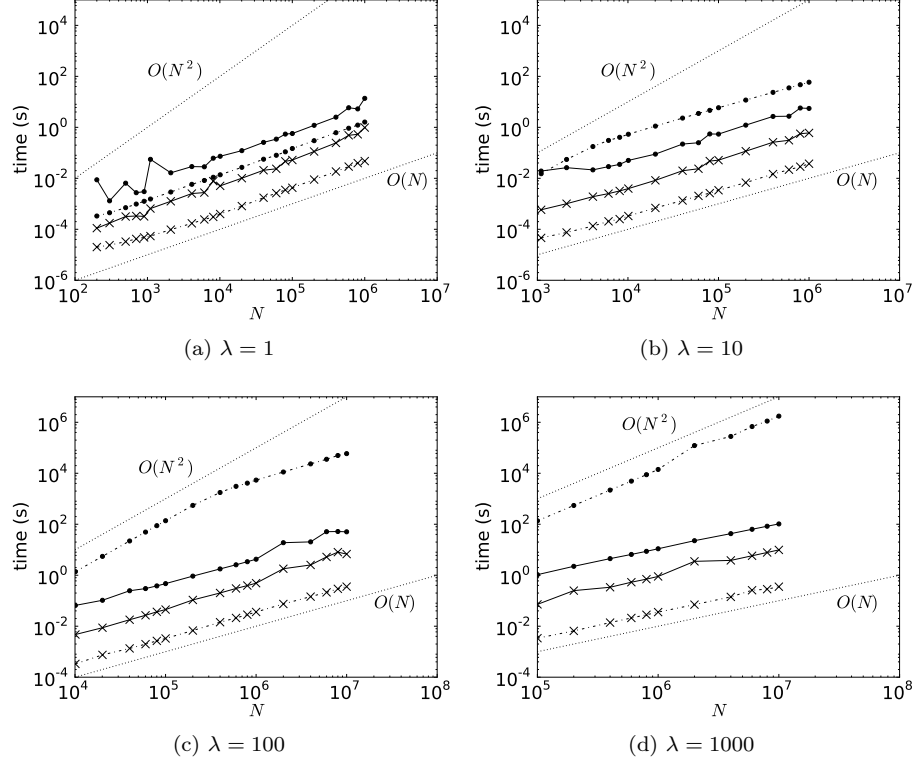 10^4
10^2
10^0
10^-2
10^-4
10^-6
time (s)
O(N^2)
O(N)
10^2 10^3 10^4 10^5 10^6 10^7
N
(a) λ = 1
10^4
10^2
10^0
10^-2
10^-4
10^-6
time (s)
O(N^2)
O(N)
10^3 10^4 10^5 10^6 10^7
N
(b) λ = 10
10^6
10^4
10^2
10^0
10^-2
10^-4
time (s)
O(N^2)
O(N)
10^4 10^5 10^6 10^7 10^8
N
(c) λ = 100
10^6
10^4
10^2
10^0
10^-2
10^-4
time (s)
O(N^2)
O(N)
10^5 10^6 10^7 10^8
N
(d) λ = 1000